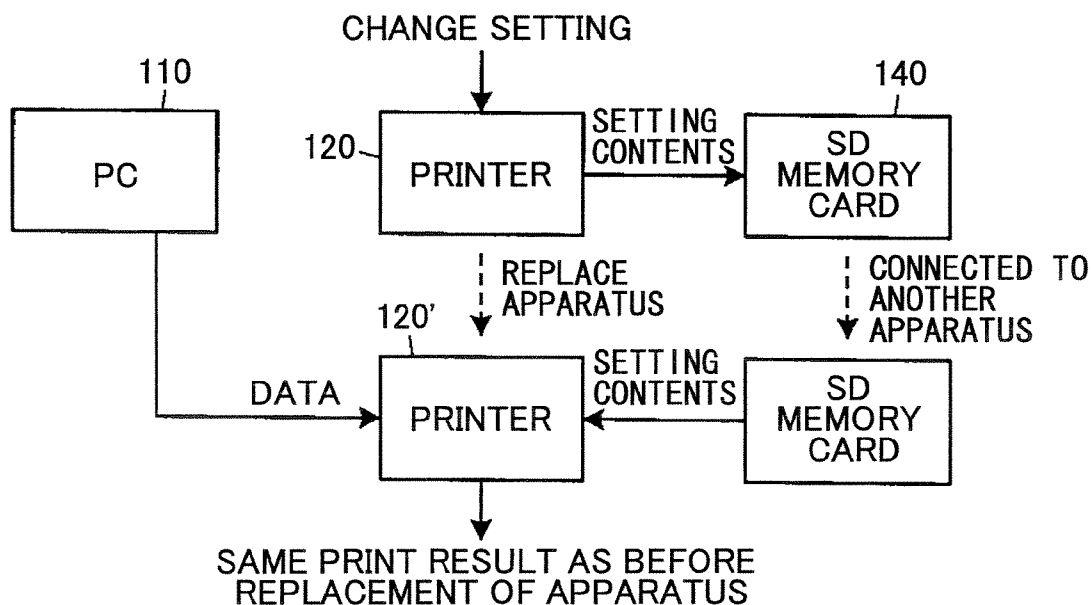 CHANGE SETTING
110
140
PC
120
PRINTER
SETTING
CONTENTS
SD
MEMORY
CARD
REPLACE
APPARATUS
CONNECTED TO
ANOTHER
APPARATUS
120'
DATA
PRINTER
SETTING
CONTENTS
SD
MEMORY
CARD
SAME PRINT RESULT AS BEFORE
REPLACEMENT OF APPARATUS